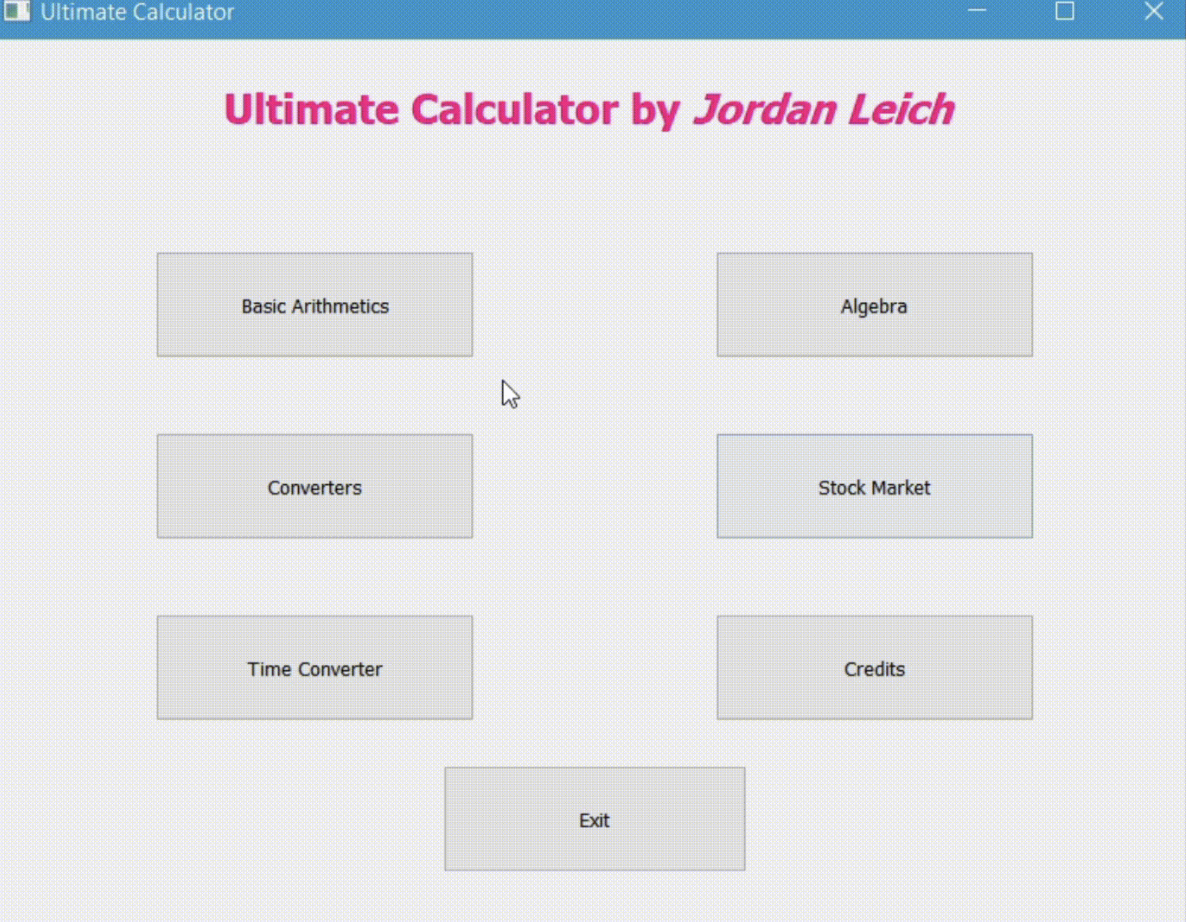 Ultimate Calculator
Ultimate Calculator by Jordan Leich
Basic Arithmetics
Algebra
Converters
Stock Market
Time Converter
Credits
Exit